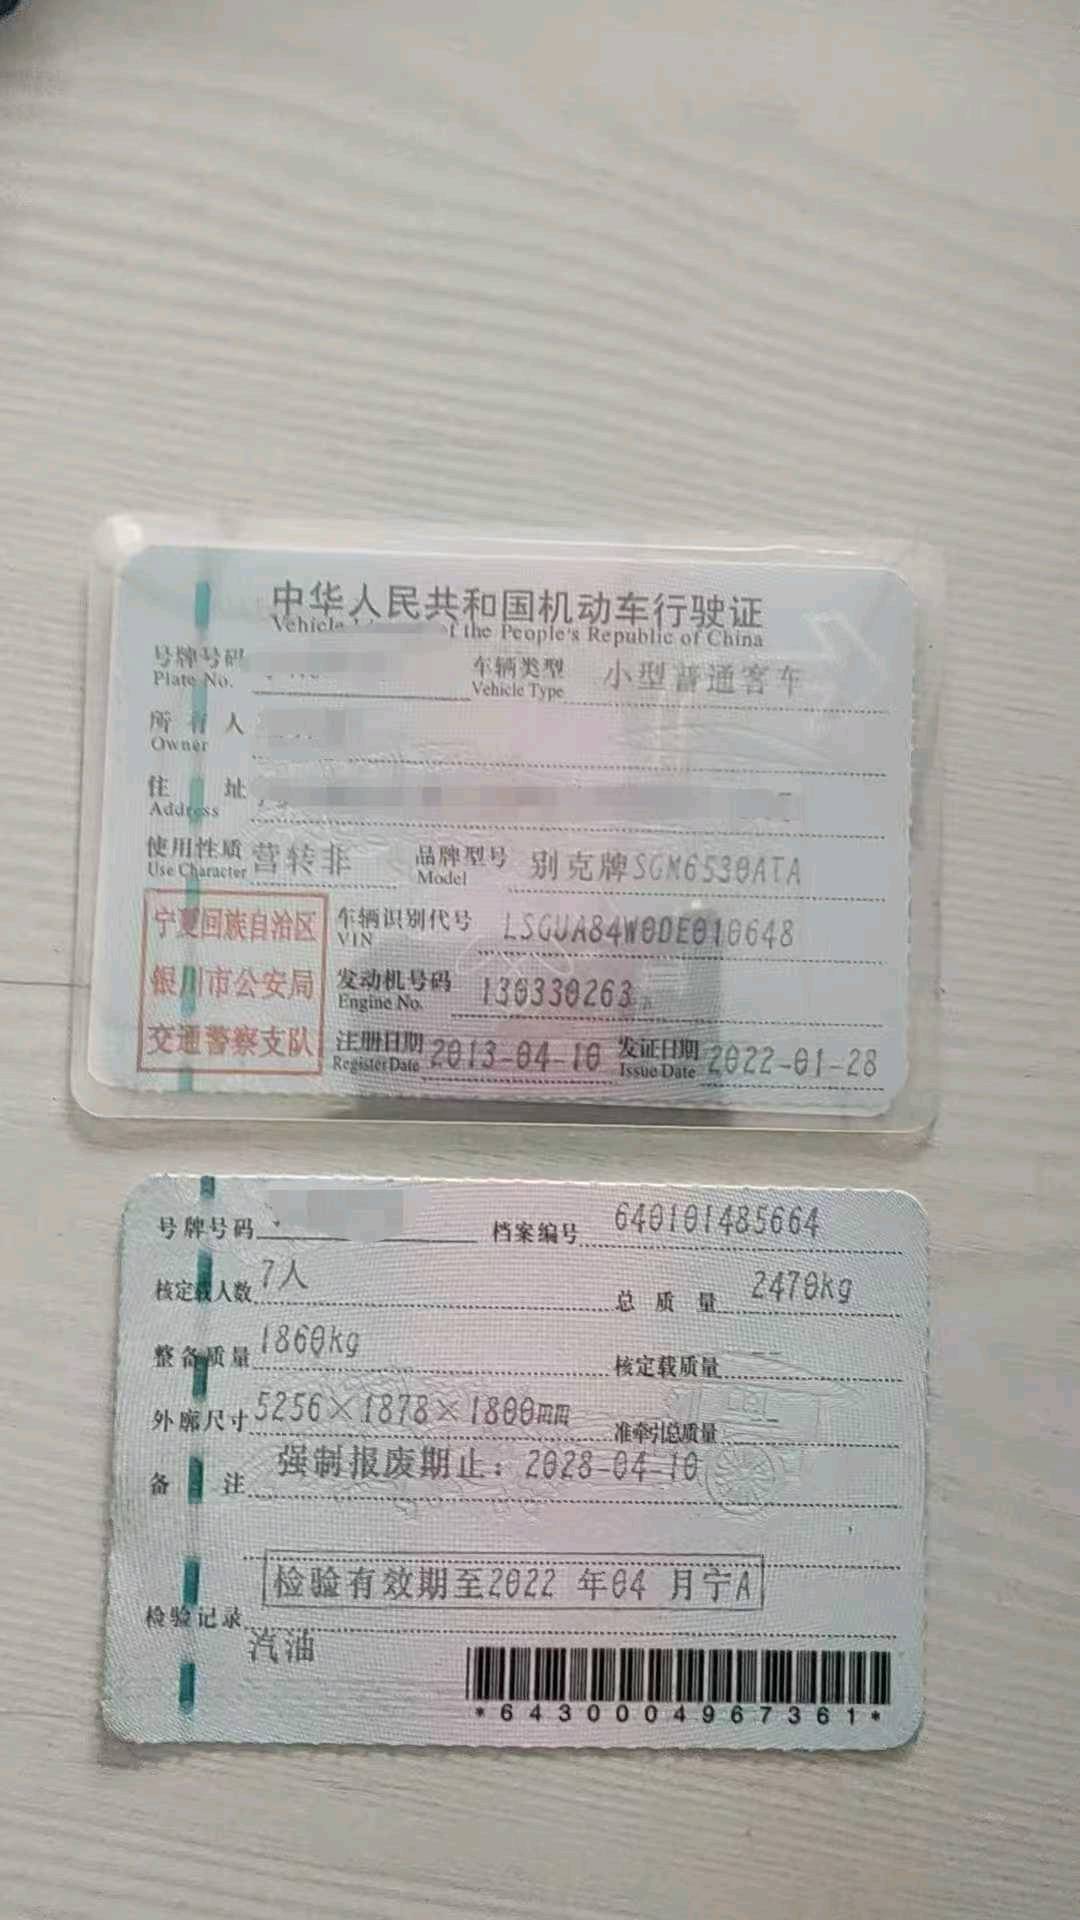 中华人民共和国机动车行驶证
Vehicle of the People's Republic of China
号牌号码 车辆类型 小型普通客车
Plate No. Vehicle Type
所有人
Owner
住址
Address
使用性质 营转非 品牌型号 别克牌SGM6530ATA
Use Character Model
宁夏回族自治区
银川市公安局
交通警察支队
车辆识别代号 LSGUA84W0DE010648
VIN
发动机号码 130330263
Engine No.
注册日期 2013-04-10 发证日期 2022-01-28
Register Date Issue Date
号牌号码 档案编号 640101485664
核定载人数 7人 总质量 2470kg
整备质量 1860kg 核定载质量 --
外廓尺寸 5256×1878×1800mm 准牵引总质量 --
备注 强制报废期止：2028-04-10
检验有效期至2022 年04 月宁A
检验记录
汽油
*6430004967361*